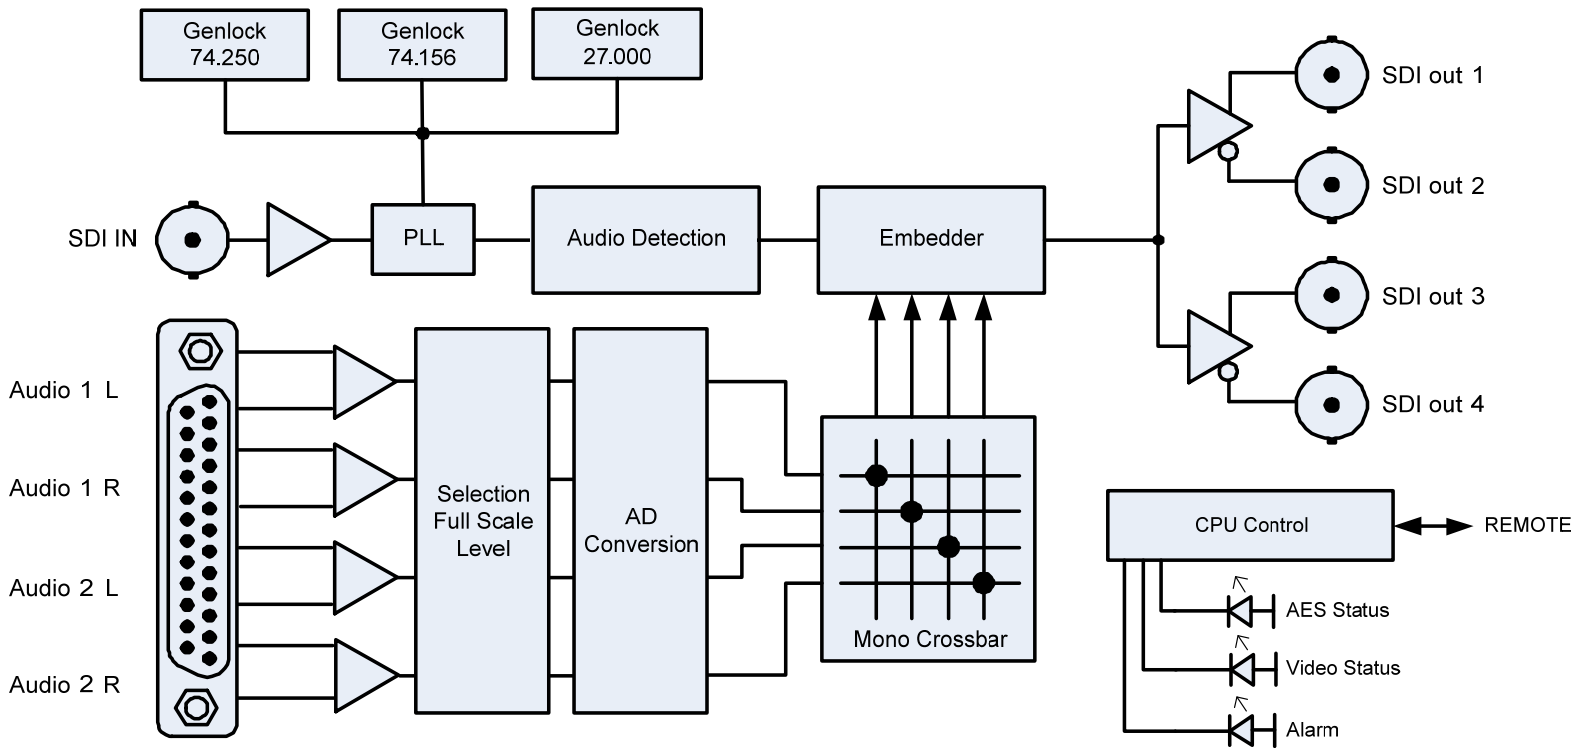 Genlock
74.250
Genlock
74.156
Genlock
27.000
SDI out 1
SDI out 2
SDI IN
PLL
Audio Detection
Embedder
SDI out 3
SDI out 4
Audio 1 L
Audio 1 R
Audio 2 L
Audio 2 R
Selection
Full Scale
Level
AD
Conversion
Mono Crossbar
CPU Control
REMOTE
AES Status
Video Status
Alarm